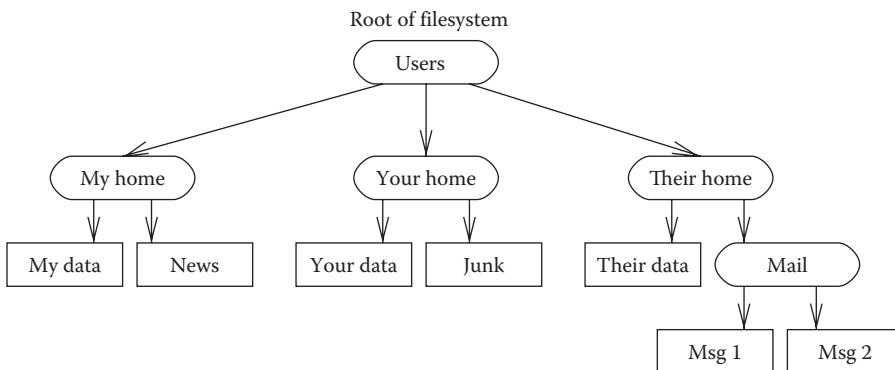 Root of filesystem
Users
My home
Your home
Their home
My data
News
Your data
Junk
Their data
Mail
Msg 1
Msg 2